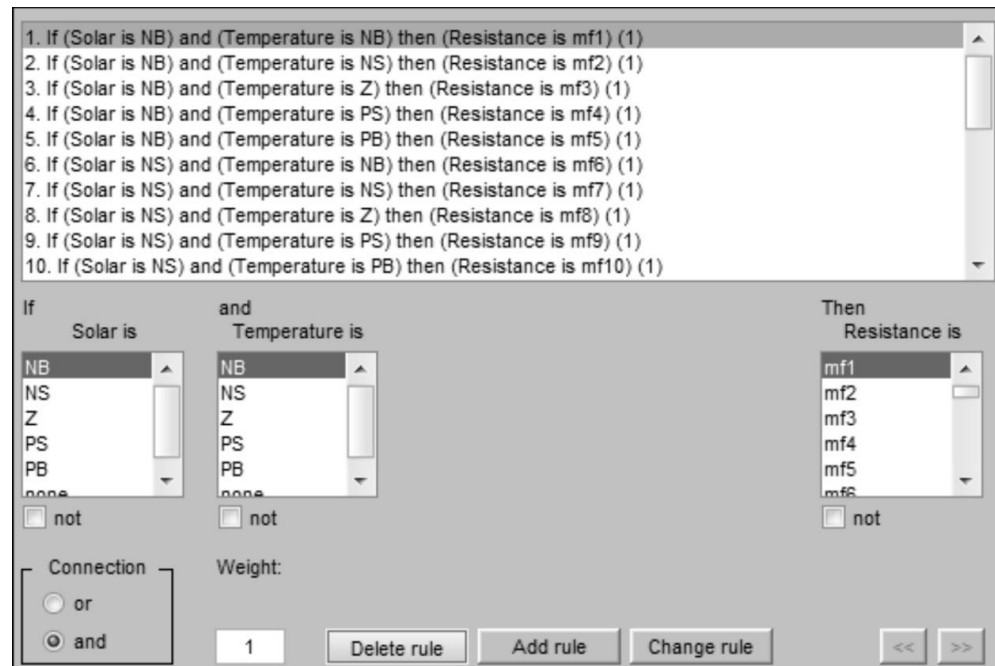 1. If (Solar is NB) and (Temperature is NB) then (Resistance is mf1) (1)
2. If (Solar is NB) and (Temperature is NS) then (Resistance is mf2) (1)
3. If (Solar is NB) and (Temperature is Z) then (Resistance is mf3) (1)
4. If (Solar is NB) and (Temperature is PS) then (Resistance is mf4) (1)
5. If (Solar is NB) and (Temperature is PB) then (Resistance is mf5) (1)
6. If (Solar is NS) and (Temperature is NB) then (Resistance is mf6) (1)
7. If (Solar is NS) and (Temperature is NS) then (Resistance is mf7) (1)
8. If (Solar is NS) and (Temperature is Z) then (Resistance is mf8) (1)
9. If (Solar is NS) and (Temperature is PS) then (Resistance is mf9) (1)
10. If (Solar is NS) and (Temperature is PB) then (Resistance is mf10) (1)
If
Solar is
NB
NS
Z
PS
PB
none
not
and
Temperature is
NB
NS
Z
PS
PB
none
not
Then
Resistance is
mf1
mf2
mf3
mf4
mf5
mf6
not
Connection
or
and
Weight:
1
Delete rule
Add rule
Change rule
<<
>>